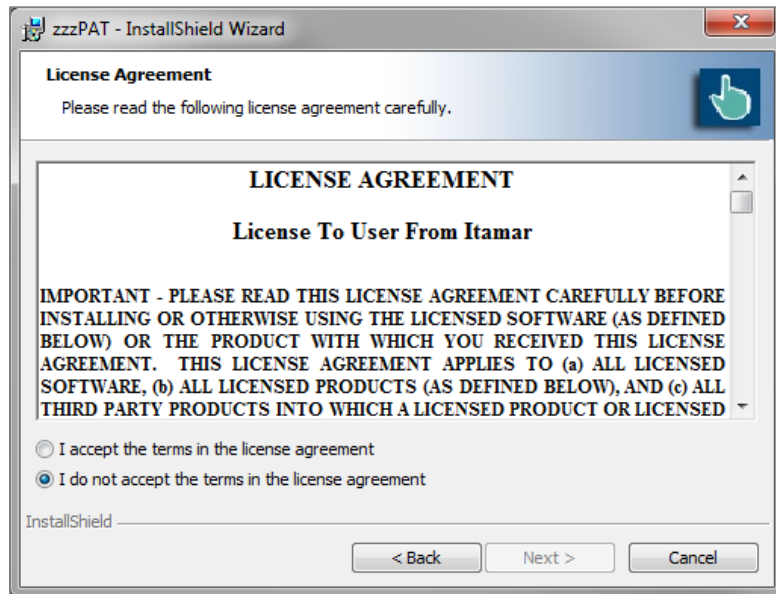 zzzPAT - InstallShield Wizard
License Agreement
Please read the following license agreement carefully.
LICENSE AGREEMENT
License To User From Itamar
IMPORTANT - PLEASE READ THIS LICENSE AGREEMENT CAREFULLY BEFORE
INSTALLING OR OTHERWISE USING THE LICENSED SOFTWARE (AS DEFINED
BELOW) OR THE PRODUCT WITH WHICH YOU RECEIVED THIS LICENSE
AGREEMENT. THIS LICENSE AGREEMENT APPLIES TO (a) ALL LICENSED
SOFTWARE, (b) ALL LICENSED PRODUCTS (AS DEFINED BELOW), AND (c) ALL
THIRD PARTY PRODUCTS INTO WHICH A LICENSED PRODUCT OR LICENSED
I accept the terms in the license agreement
I do not accept the terms in the license agreement
InstallShield
< Back Next > Cancel